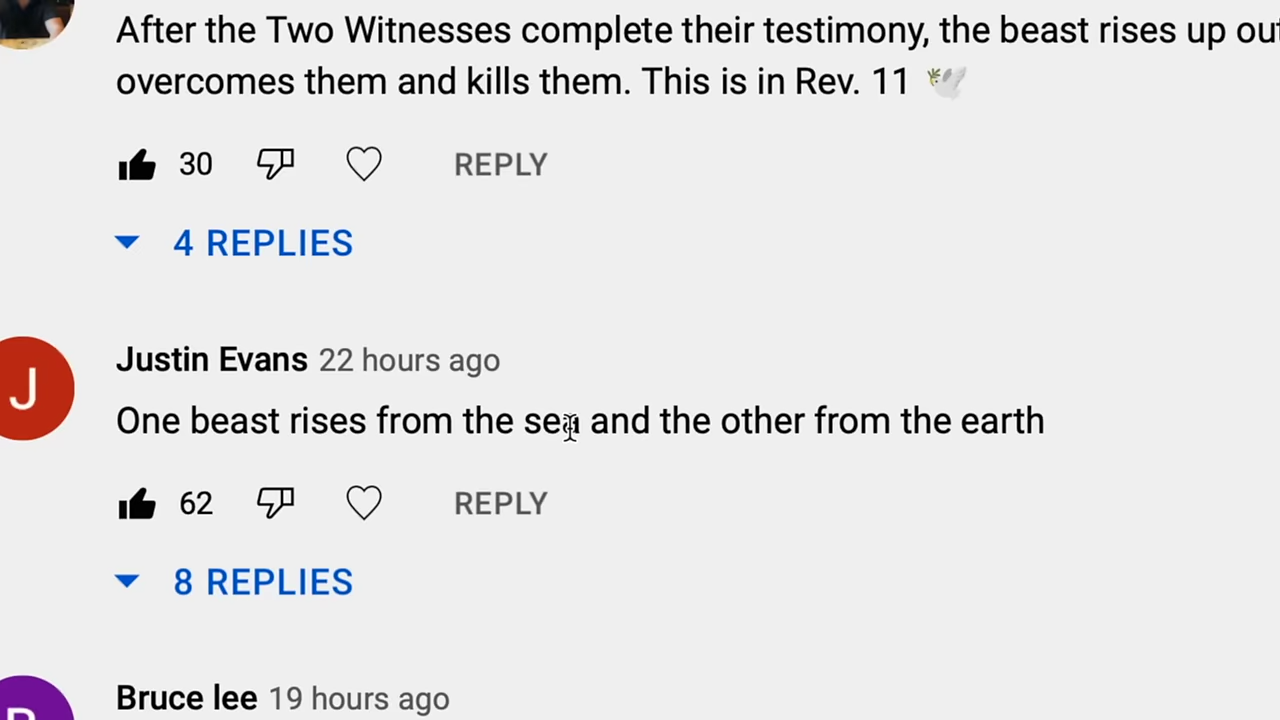 After the Two Witnesses complete their testimony, the beast rises up out
overcomes them and kills them. This is in Rev. 11 🕊
30 REPLY
4 REPLIES
J
Justin Evans 22 hours ago
One beast rises from the sea and the other from the earth
62 REPLY
8 REPLIES
Bruce lee 19 hours ago